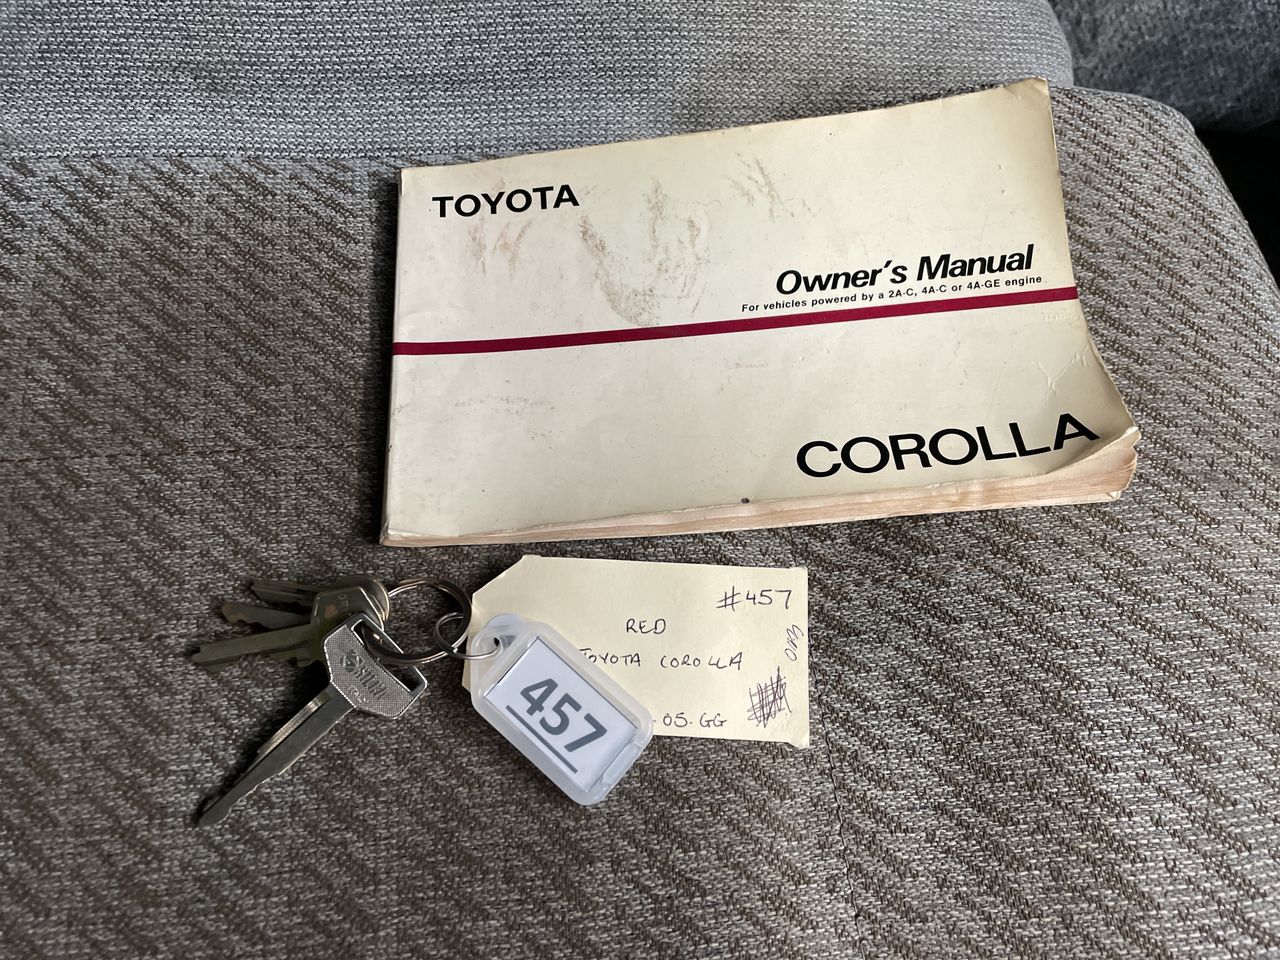 TOYOTA
Owner's Manual
For vehicles powered by a 2A-C, 4A-C or 4A-GE engine
COROLLA
#457
RED
TOYOTA COROLLA
-05-GG
457